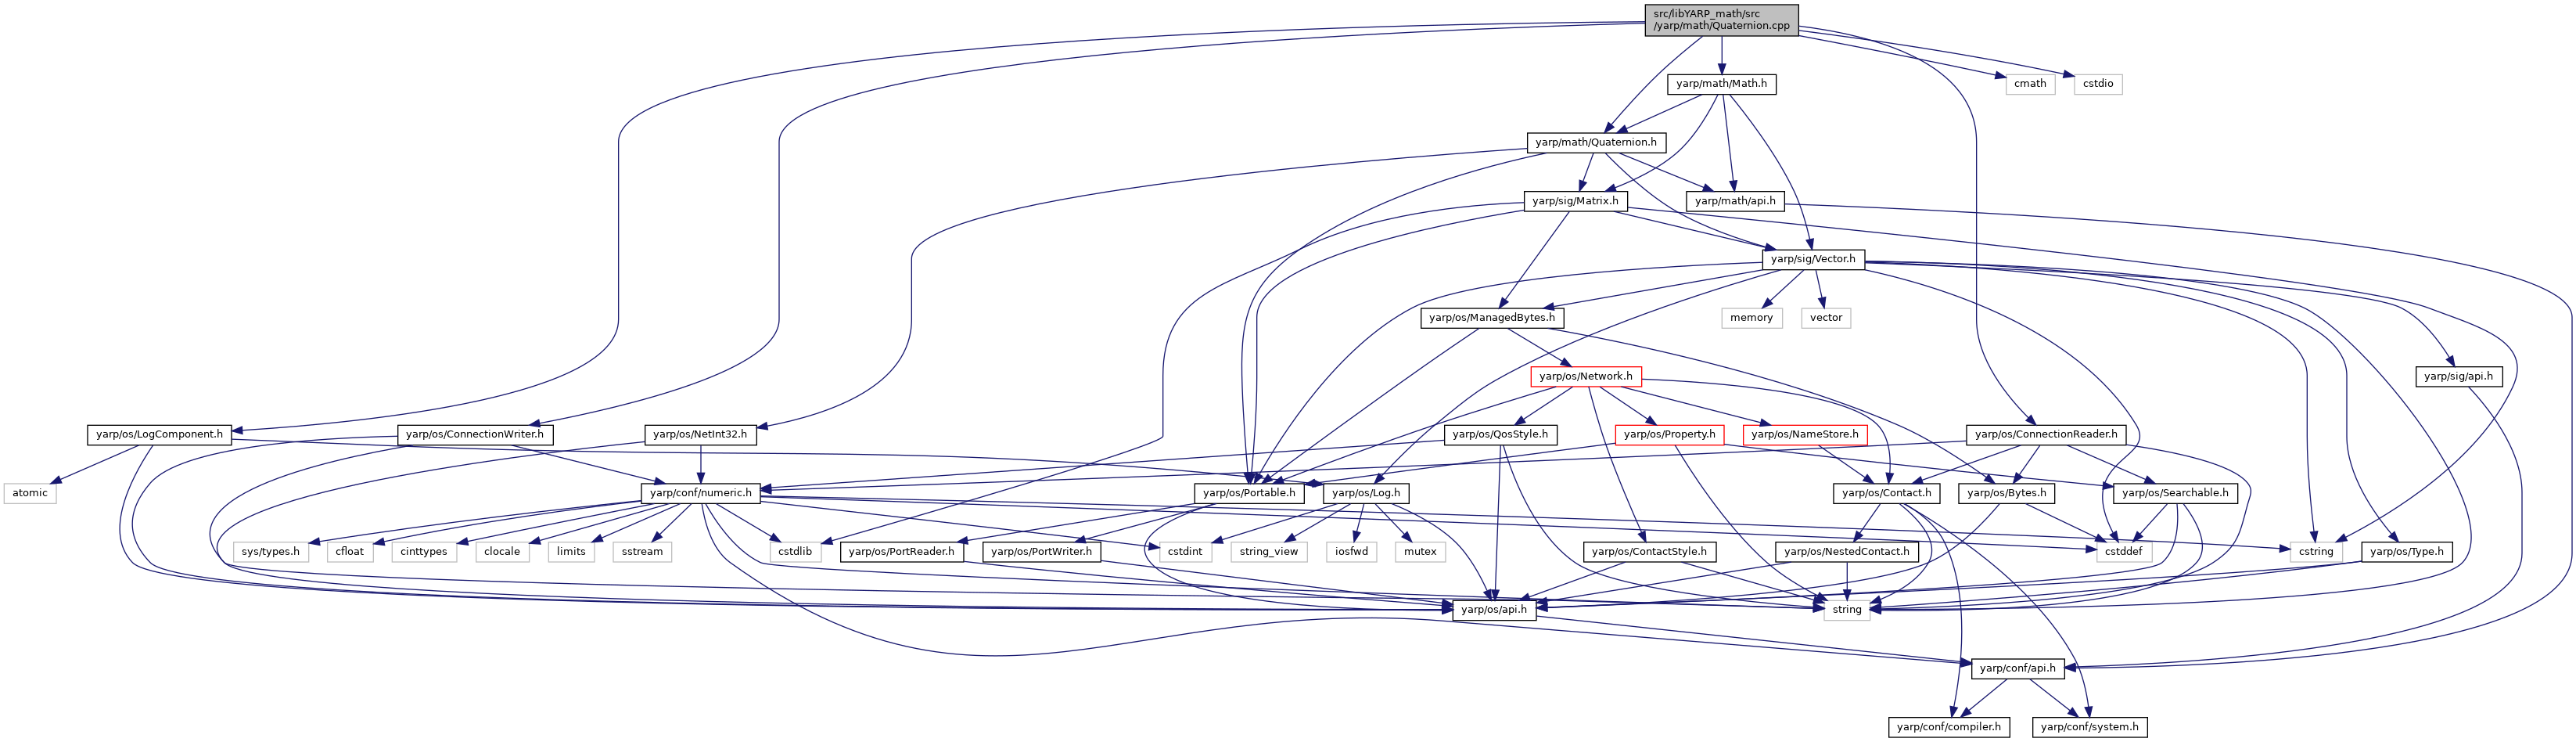 src/libYARP_math/src
/yarp/math/Quaternion.cpp
yarp/math/Math.h
cmath
cstdio
yarp/math/Quaternion.h
yarp/sig/Matrix.h
yarp/math/api.h
yarp/sig/Vector.h
yarp/os/ManagedBytes.h
memory
vector
yarp/os/Network.h
yarp/sig/api.h
yarp/os/LogComponent.h
yarp/os/ConnectionWriter.h
yarp/os/NetInt32.h
yarp/os/QosStyle.h
yarp/os/Property.h
yarp/os/NameStore.h
yarp/os/ConnectionReader.h
atomic
yarp/conf/numeric.h
yarp/os/Portable.h
yarp/os/Log.h
yarp/os/Contact.h
yarp/os/Bytes.h
yarp/os/Searchable.h
sys/types.h
cfloat
cinttypes
clocale
limits
sstream
cstdlib
yarp/os/PortReader.h
yarp/os/PortWriter.h
cstdint
string_view
iosfwd
mutex
yarp/os/ContactStyle.h
yarp/os/NestedContact.h
cstddef
cstring
yarp/os/Type.h
yarp/os/api.h
string
yarp/conf/api.h
yarp/conf/compiler.h
yarp/conf/system.h